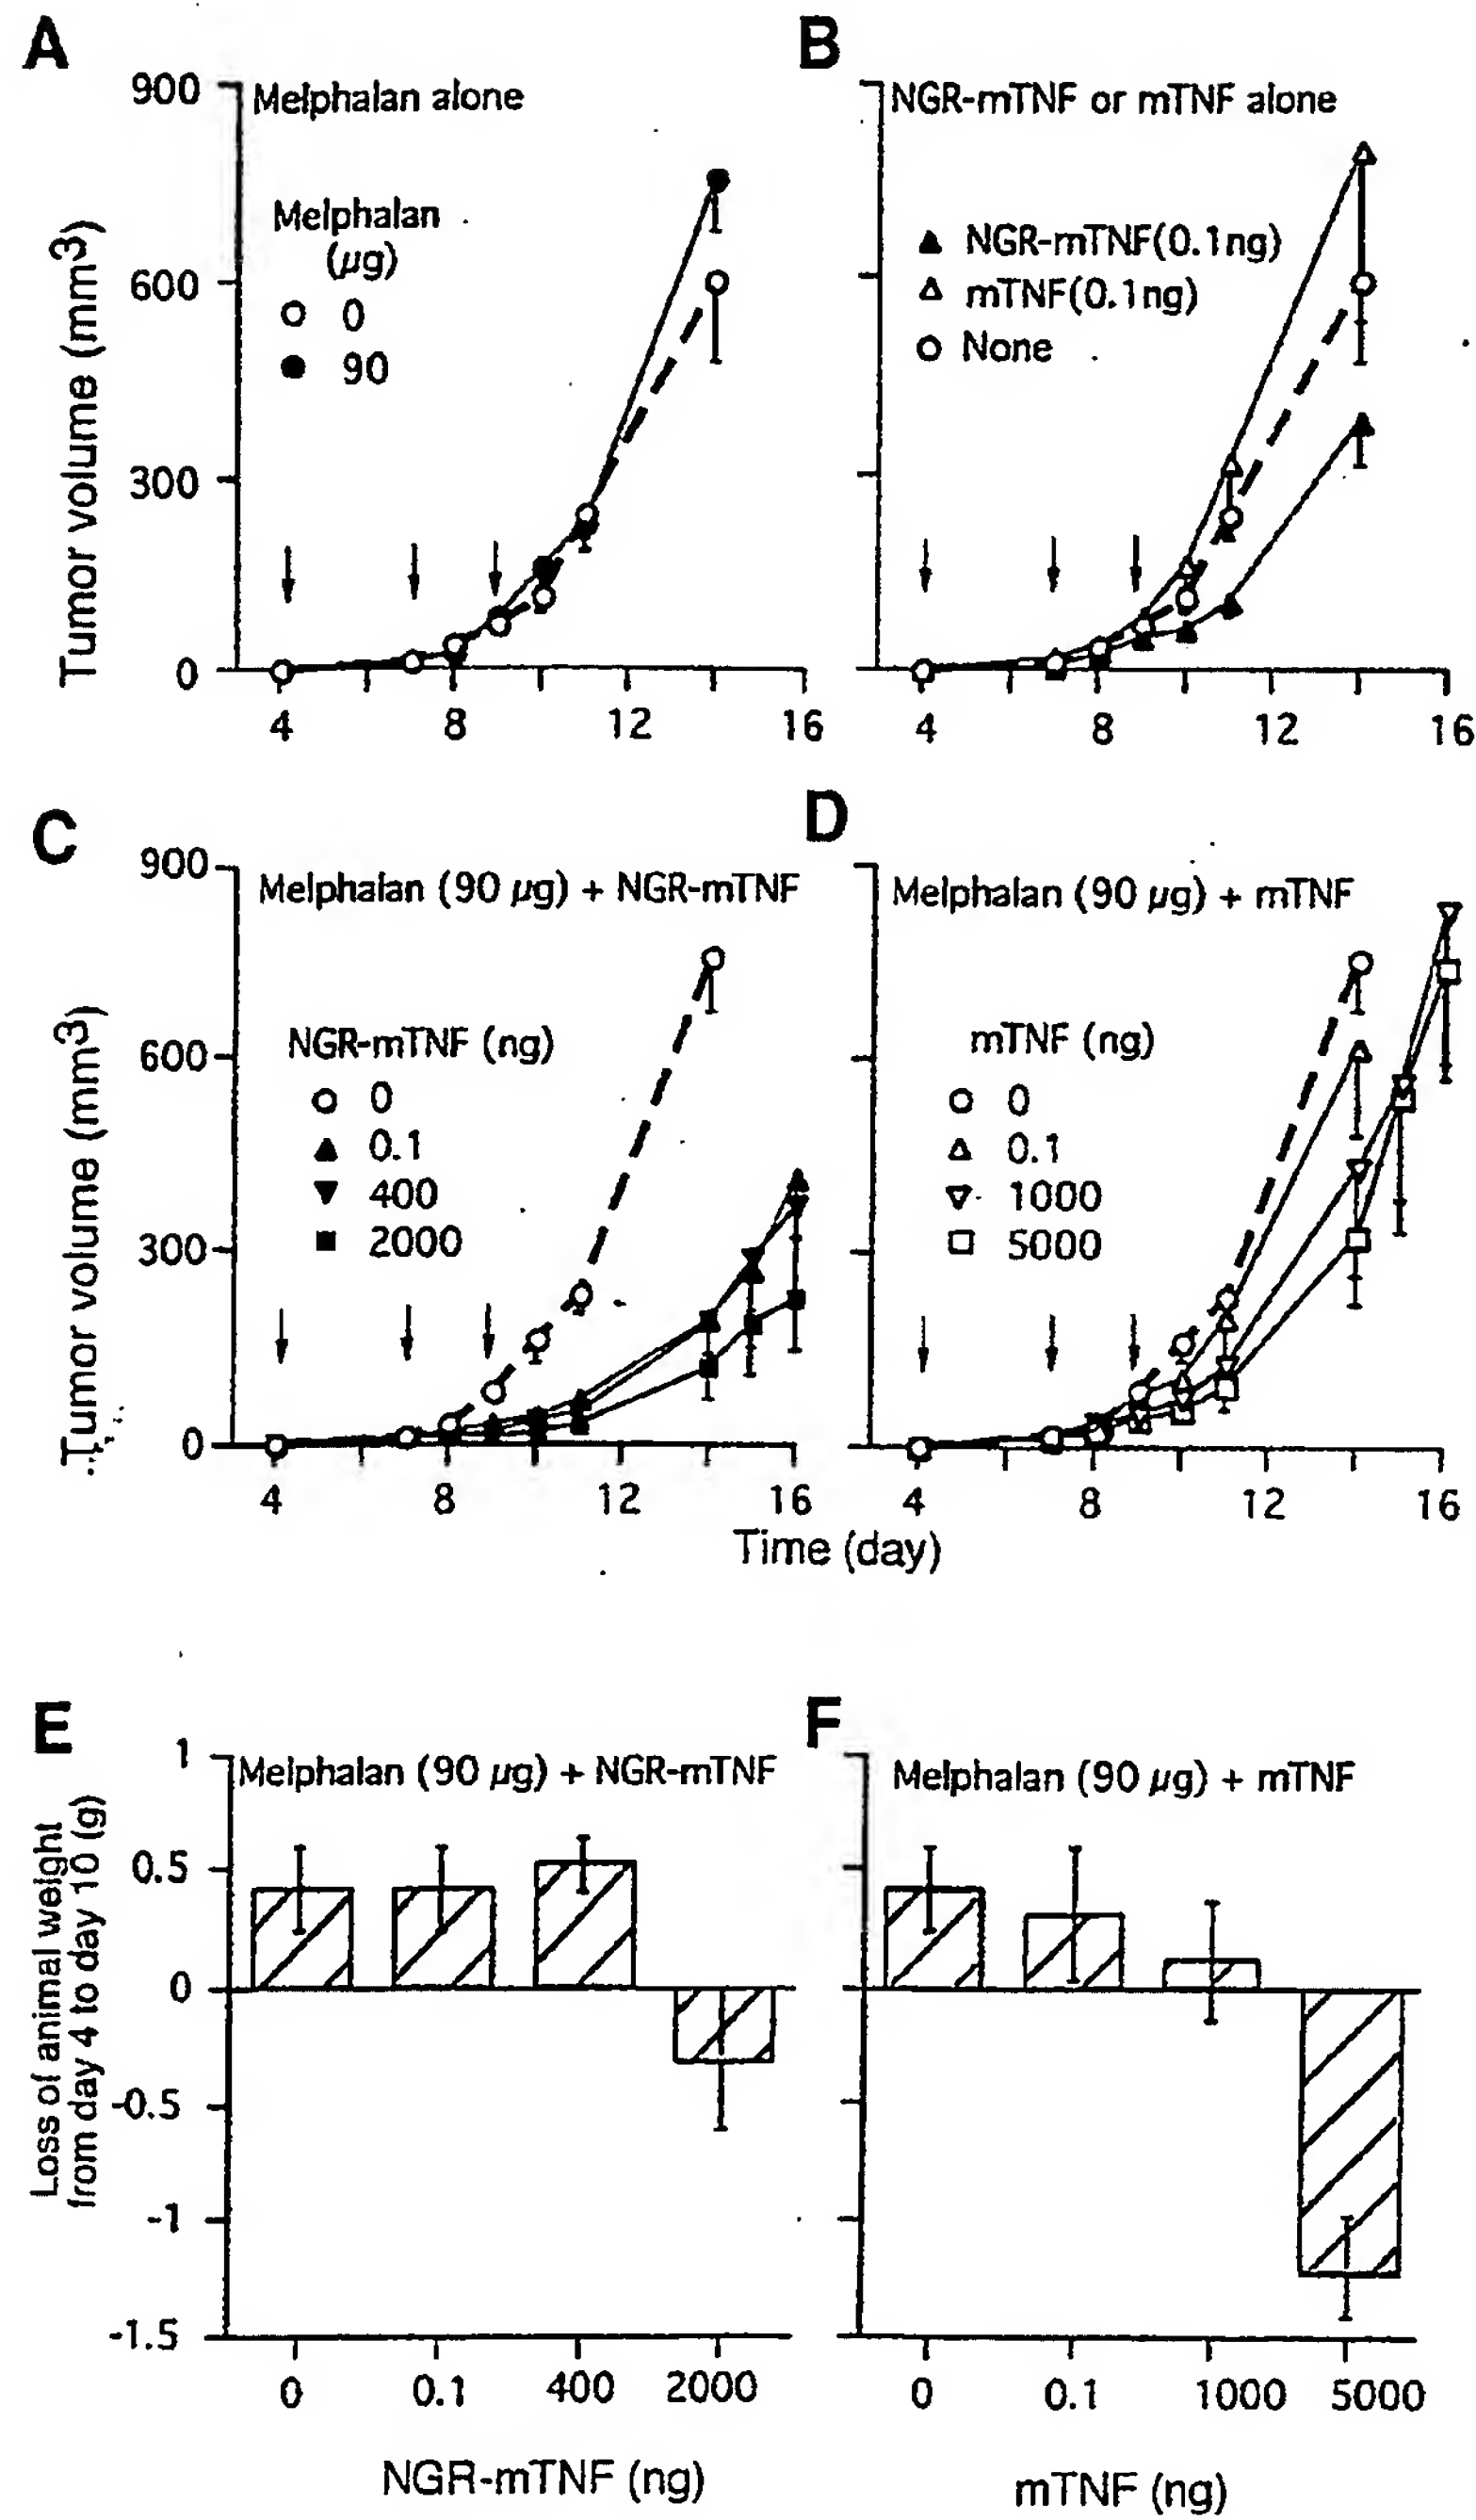 A
B
900
Melphalan alone
NGR-mTNF or mTNF alone
Melphalan
(µg)
0
90
NGR-mTNF(0.1ng)
mTNF(0.1ng)
None
600
300
0
Tumor volume (mm3)
4 8 12 16
4 8 12 16
C
D
900
Melphalan (90 µg) + NGR-mTNF
Melphalan (90 µg) + mTNF
NGR-mTNF (ng)
0
0.1
400
2000
mTNF (ng)
0
0.1
1000
5000
600
300
0
Tumor volume (mm3)
4 8 12 16
4 8 12 16
Time (day)
E
F
1
Melphalan (90 µg) + NGR-mTNF
Melphalan (90 µg) + mTNF
0.5
0
-0.5
-1
-1.5
Loss of animal weight
from day 4 to day 10 (g)
0 0.1 400 2000
0 0.1 1000 5000
NGR-mTNF (ng)
mTNF (ng)